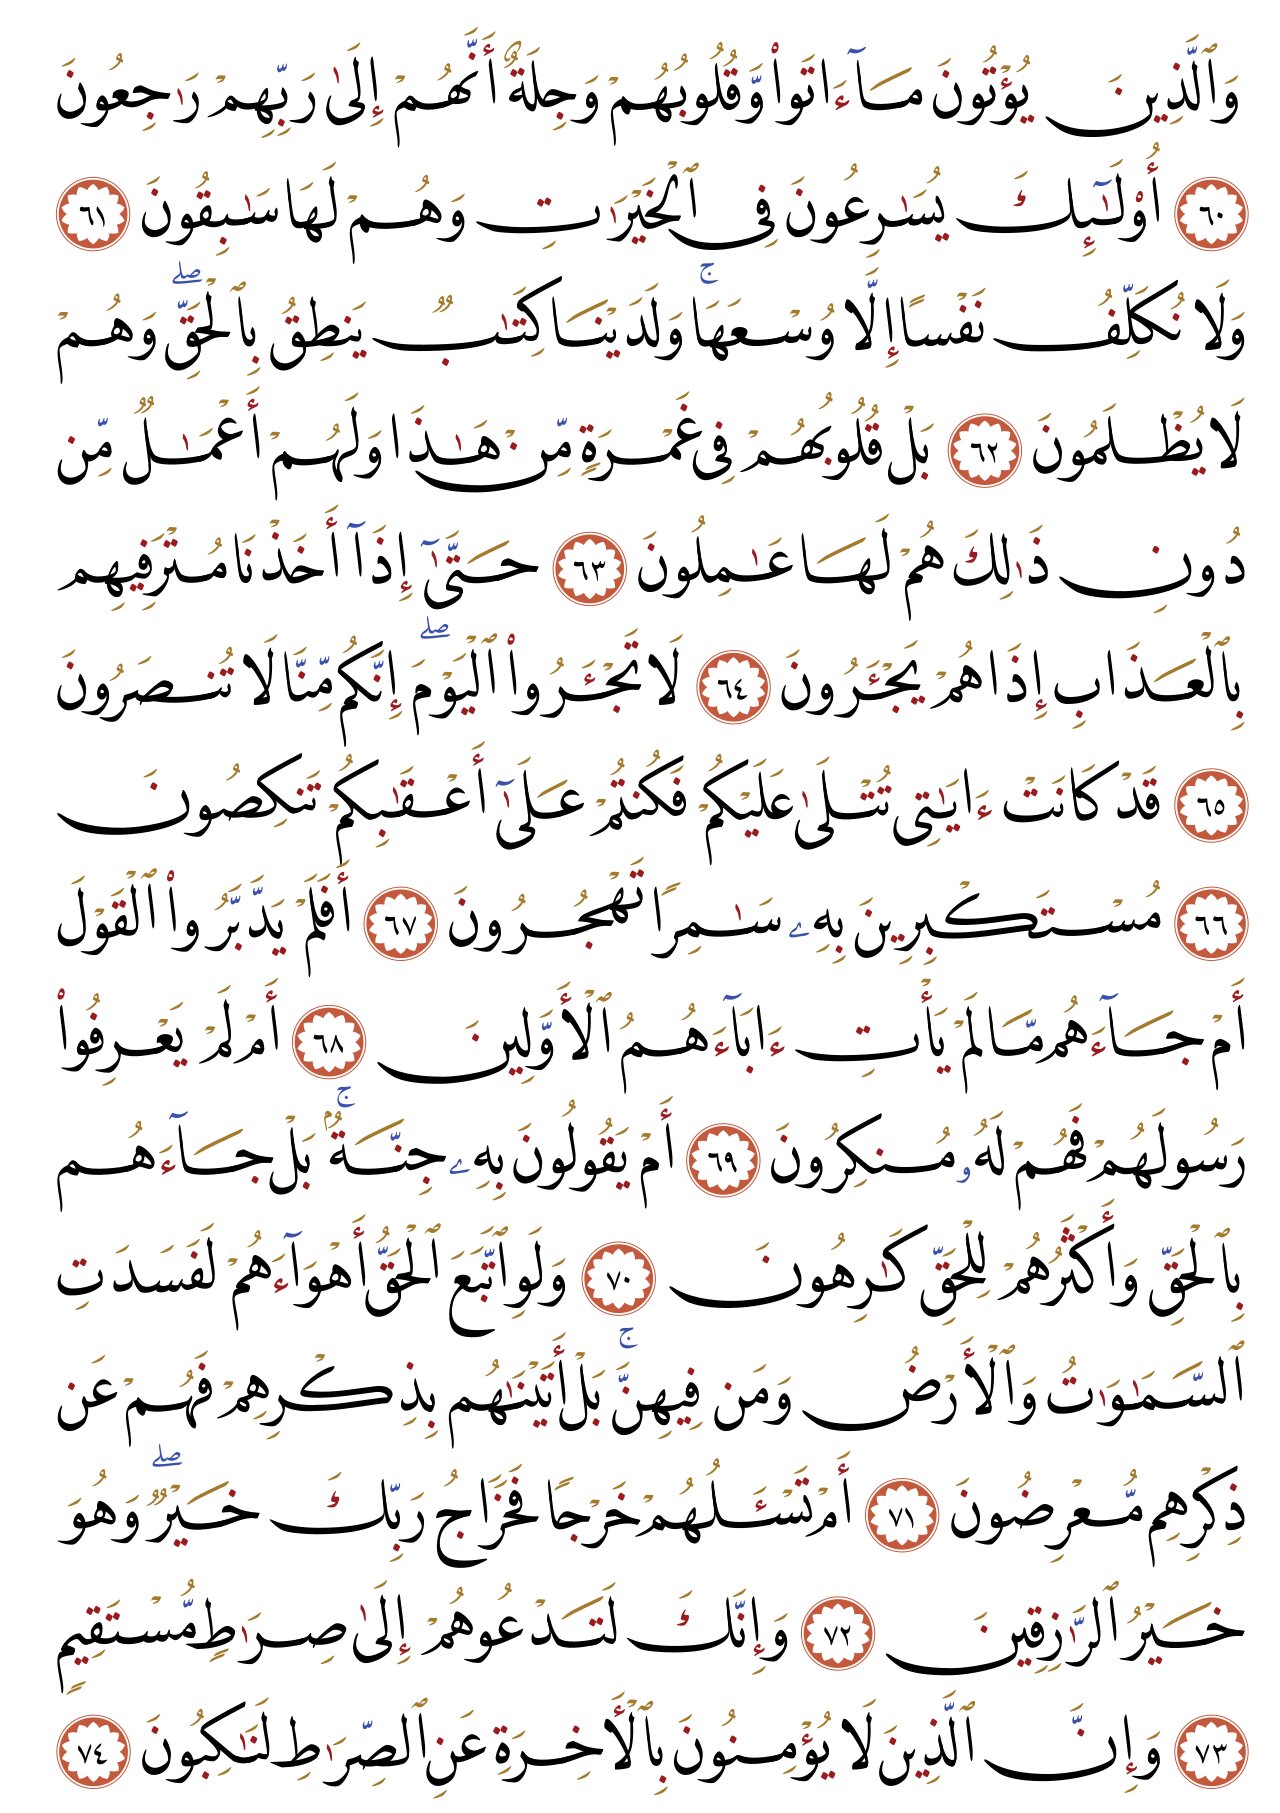 وَٱلَّذِينَ يُؤْتُونَ مَآ ءَاتَوا۟ وَّقُلُوبُهُمْ وَجِلَةٌ أَنَّهُمْ إِلَىٰ رَبِّهِمْ رَٰجِعُونَ
٦٠ أُو۟لَـٰٓئِكَ يُسَـٰرِعُونَ فِى ٱلْخَيْرَٰتِ وَهُمْ لَهَا سَـٰبِقُونَ ٦١
وَلَا نُكَلِّفُ نَفْسًا إِلَّا وُسْعَهَا ۚ وَلَدَيْنَا كِتَـٰبٌ يَنطِقُ بِٱلْحَقِّ ۖ وَهُمْ
لَا يُظْلَمُونَ ٦٢ بَلْ قُلُوبُهُمْ فِى غَمْرَةٍ مِّنْ هَـٰذَا وَلَهُمْ أَعْمَـٰلٌ مِّن
دُونِ ذَٰلِكَ هُمْ لَهَا عَـٰمِلُونَ ٦٣ حَتَّىٰٓ إِذَآ أَخَذْنَا مُتْرَفِيهِم
بِٱلْعَذَابِ إِذَا هُمْ يَجْـَٔرُونَ ٦٤ لَا تَجْـَٔرُوا۟ ٱلْيَوْمَ ۖ إِنَّكُم مِّنَّا لَا تُنصَرُونَ
٦٥ قَدْ كَانَتْ ءَايَـٰتِى تُتْلَىٰ عَلَيْكُمْ فَكُنتُمْ عَلَىٰٓ أَعْقَـٰبِكُمْ تَنكِصُونَ
٦٦ مُسْتَكْبِرِينَ بِهِۦ سَـٰمِرًا تَهْجُرُونَ ٦٧ أَفَلَمْ يَدَّبَّرُوا۟ ٱلْقَوْلَ
أَمْ جَآءَهُم مَّا لَمْ يَأْتِ ءَابَآءَهُمُ ٱلْأَوَّلِينَ ٦٨ أَمْ لَمْ يَعْرِفُوا۟
رَسُولَهُمْ فَهُمْ لَهُۥ مُنكِرُونَ ٦٩ أَمْ يَقُولُونَ بِهِۦ جِنَّةٌۢ ۚ بَلْ جَآءَهُم
بِٱلْحَقِّ وَأَكْثَرُهُمْ لِلْحَقِّ كَـٰرِهُونَ ٧٠ وَلَوِ ٱتَّبَعَ ٱلْحَقُّ أَهْوَآءَهُمْ لَفَسَدَتِ
ٱلسَّمَـٰوَٰتُ وَٱلْأَرْضُ وَمَن فِيهِنَّ ۚ بَلْ أَتَيْنَـٰهُم بِذِكْرِهِمْ فَهُمْ عَن
ذِكْرِهِم مُّعْرِضُونَ ٧١ أَمْ تَسْـَٔلُهُمْ خَرْجًا فَخَرَاجُ رَبِّكَ خَيْرٌ ۖ وَهُوَ
خَيْرُ ٱلرَّٰزِقِينَ ٧٢ وَإِنَّكَ لَتَدْعُوهُمْ إِلَىٰ صِرَٰطٍ مُّسْتَقِيمٍ
٧٣ وَإِنَّ ٱلَّذِينَ لَا يُؤْمِنُونَ بِٱلْأَخِرَةِ عَنِ ٱلصِّرَٰطِ لَنَـٰكِبُونَ ٧٤